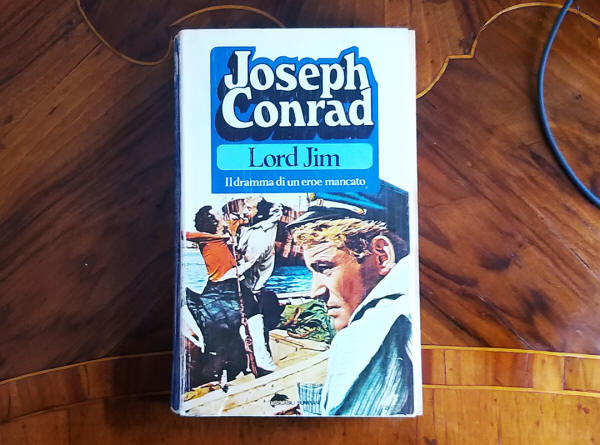 Joseph
Conrad
Lord Jim
Il dramma di un eroe mancato